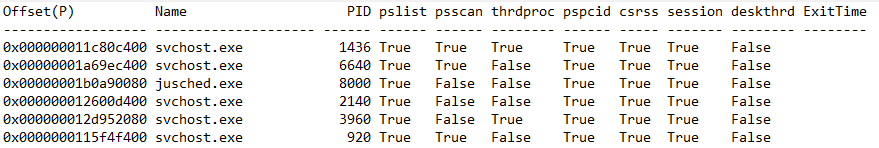 Offset(P)          Name                    PID pslist psscan thrdproc pspcid csrss session deskthrd ExitTime
------------------ -------------------- ------ ------ ------ -------- ------ ----- ------- -------- --------
0x000000011c80c400 svchost.exe            1436 True   True   True     True   True  True    False
0x000000001a69ec400 svchost.exe            6640 True   True   False    True   True  True    False
0x00000001b0a90080 jusched.exe            8000 True   False  False    True   True  True    False
0x000000012600d400 svchost.exe            2140 True   False  False    True   True  True    False
0x000000012d952080 svchost.exe            3960 True   False  True     True   True  True    False
0x0000000115f4f400 svchost.exe             920 True   True   False    True   True  True    False